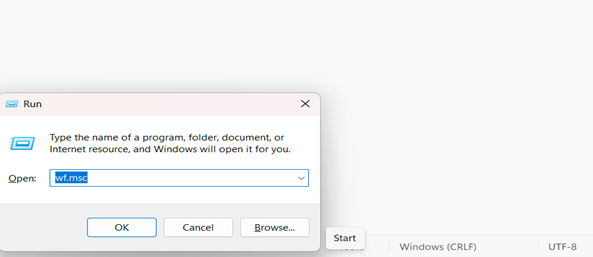 Run
Type the name of a program, folder, document, or
Internet resource, and Windows will open it for you.
Open: wf.msc
OK Cancel Browse...
Start
Windows (CRLF) UTF-8